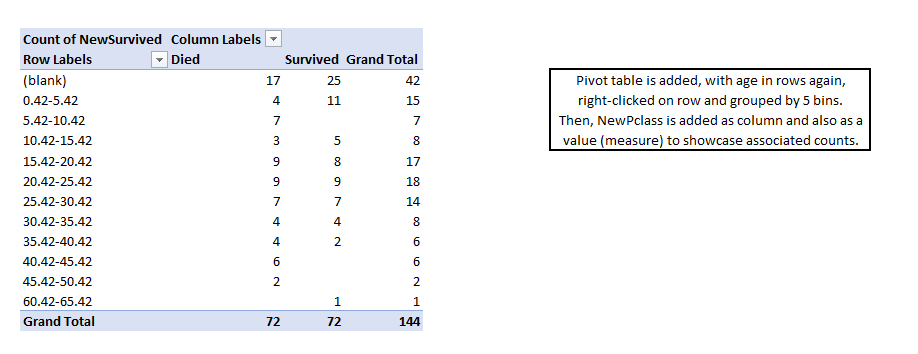 Count of NewSurvived Column Labels
Row Labels Died Survived Grand Total
(blank) 17 25 42
0.42-5.42 4 11 15
5.42-10.42 7 7
10.42-15.42 3 5 8
15.42-20.42 9 8 17
20.42-25.42 9 9 18
25.42-30.42 7 7 14
30.42-35.42 4 4 8
35.42-40.42 4 2 6
40.42-45.42 6 6
45.42-50.42 2 2
60.42-65.42 1 1
Grand Total 72 72 144
Pivot table is added, with age in rows again,
right-clicked on row and grouped by 5 bins.
Then, NewPclass is added as column and also as a
value (measure) to showcase associated counts.